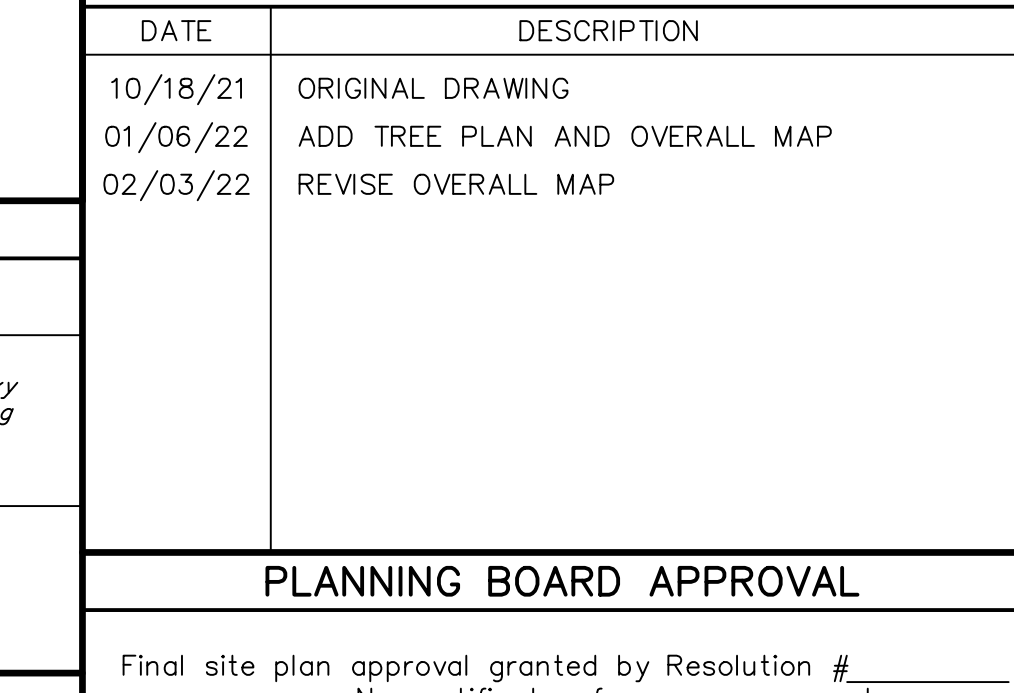 DATE DESCRIPTION
10/18/21 ORIGINAL DRAWING
01/06/22 ADD TREE PLAN AND OVERALL MAP
02/03/22 REVISE OVERALL MAP
PLANNING BOARD APPROVAL
Final site plan approval granted by Resolution #__________